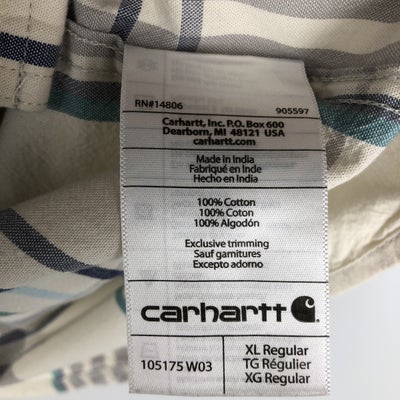 RN#14806 905597
Carhartt, Inc. P.O. Box 600
Dearborn, MI 48121 USA
carhartt.com
Made in India
Fabriqué en Inde
Hecho en India
100% Cotton
100% Coton
100% Algodón
Exclusive trimming
Sauf garnitures
Excepto adorno
carhartt
105175 W03
XL Regular
TG Régulier
XG Regular